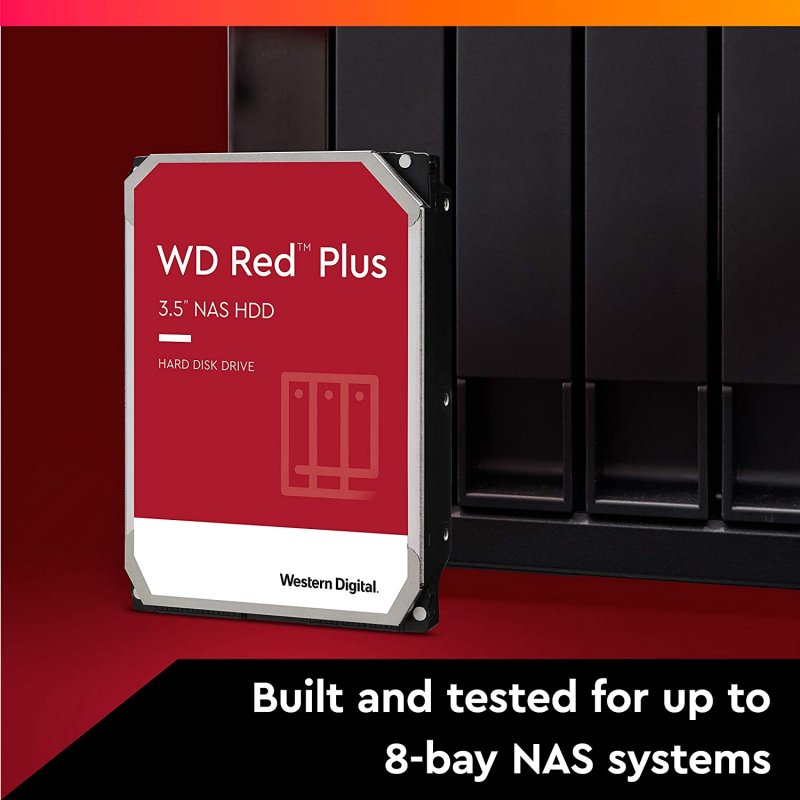 WD Red™ Plus
3.5" NAS HDD
HARD DISK DRIVE
Western Digital.
Built and tested for up to
8-bay NAS systems